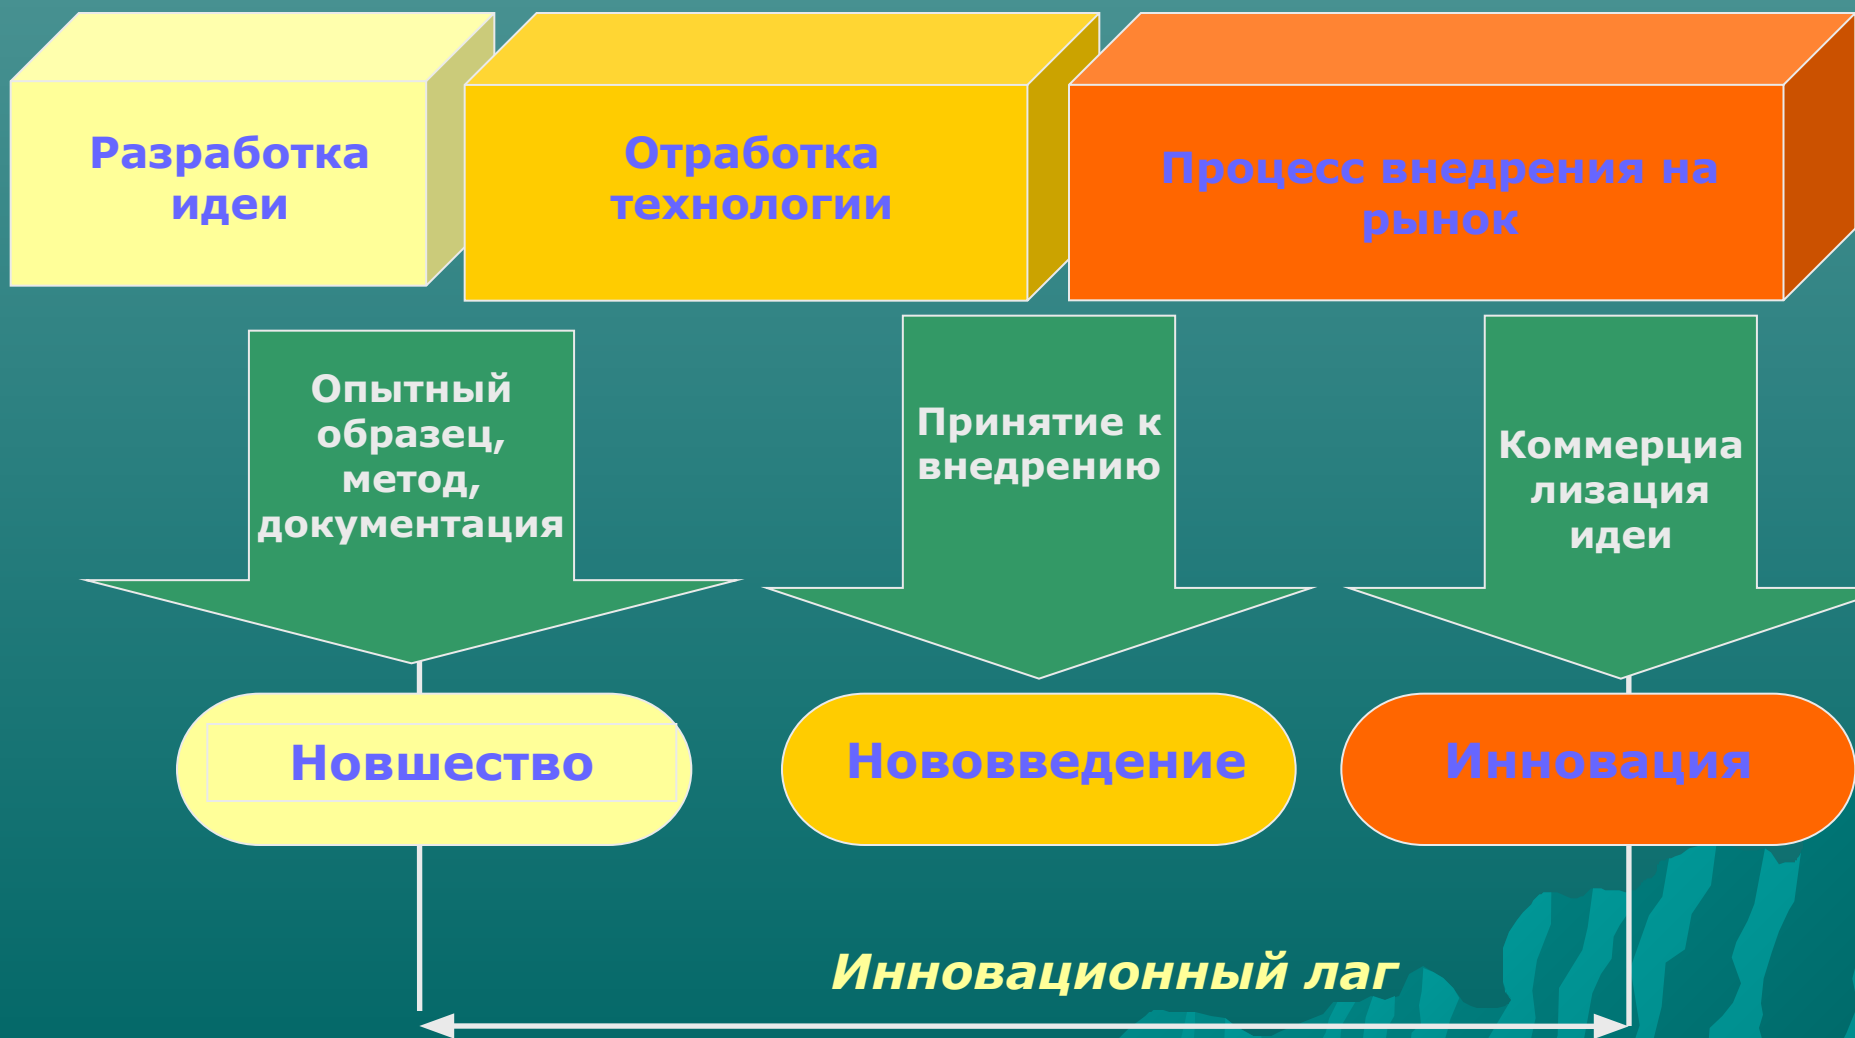 Разработка
идеи
Отработка
технологии
Процесс внедрения на
рынок
Опытный
образец,
метод,
документация
Принятие к
внедрению
Коммерциа
лизация
идеи
Новшество
Нововведение
Инновация
Инновационный лаг